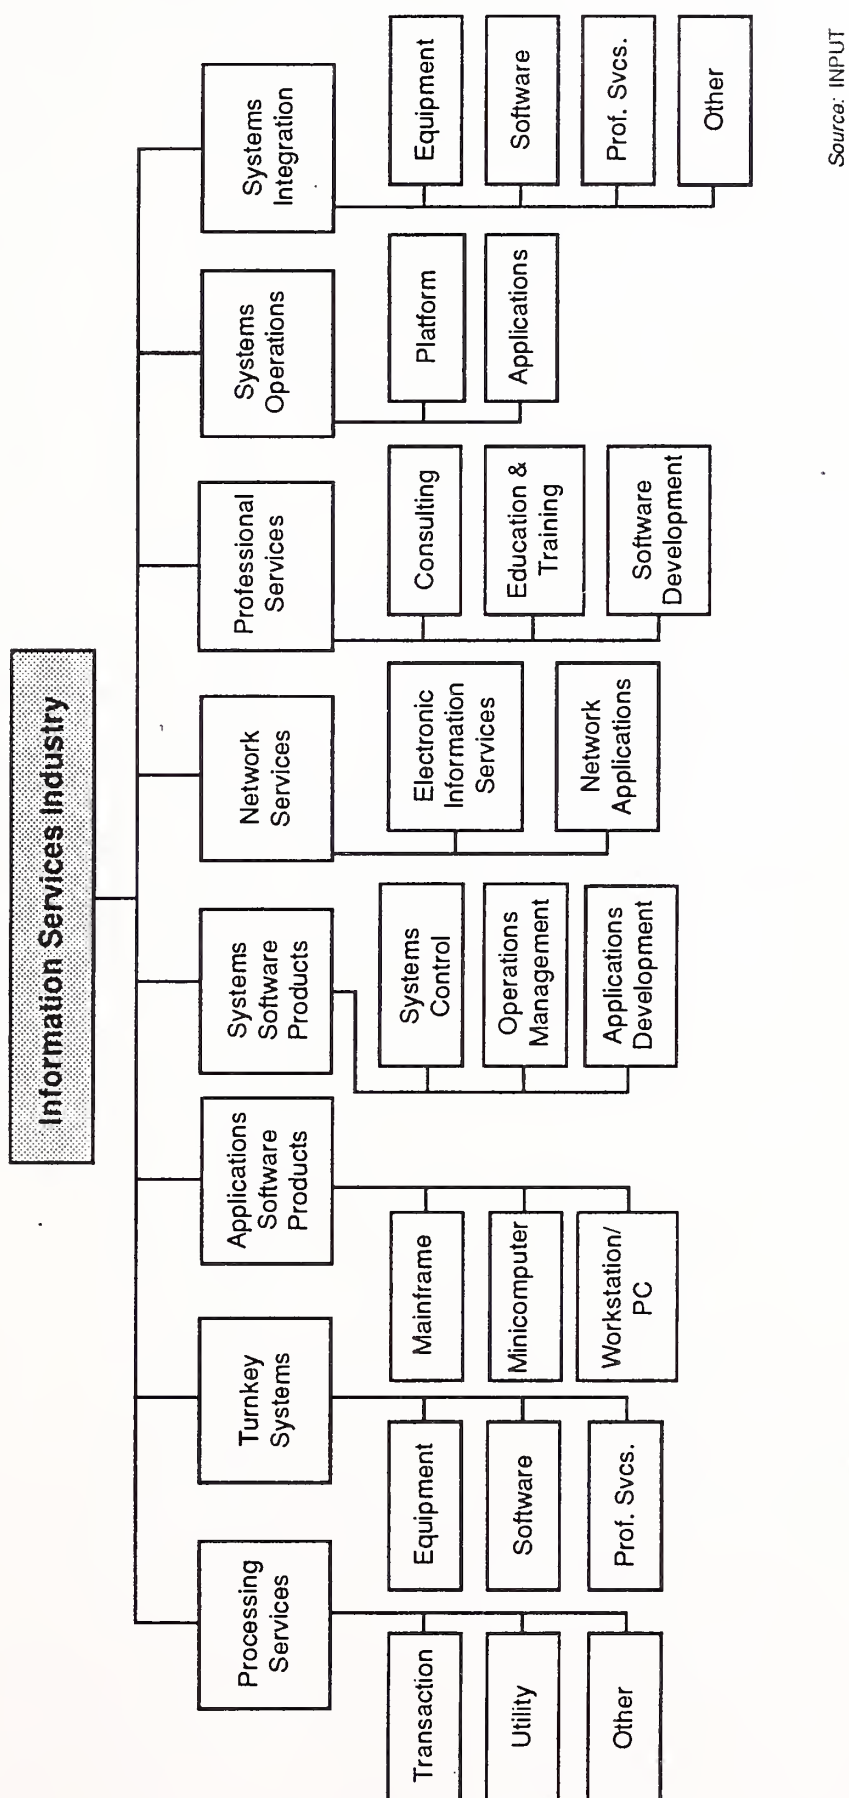 Information Services Industry
Processing
Services
Transaction
Utility
Other
Turnkey
Systems
Equipment
Software
Prof. Svcs.
Applications
Software
Products
Mainframe
Minicomputer
Workstation/
PC
Systems
Software
Products
Systems
Control
Operations
Management
Applications
Development
Network
Services
Electronic
Information
Services
Network
Applications
Professional
Services
Consulting
Education &
Training
Software
Development
Systems
Operations
Platform
Applications
Systems
Integration
Equipment
Software
Prof. Svcs.
Other
Source: INPUT